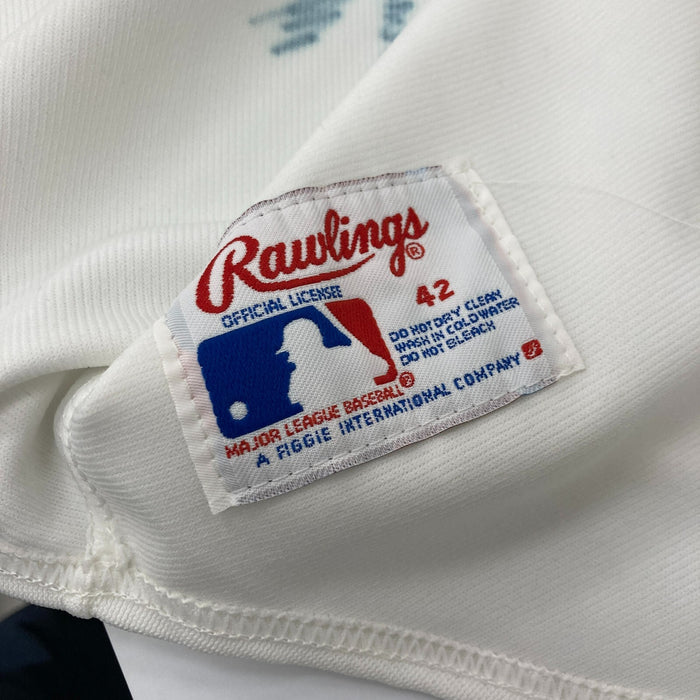 Rawlings®
OFFICIAL LICENSEE
42
DO NOT DRY CLEAN
WASH IN COLD WATER
DO NOT BLEACH
MAJOR LEAGUE BASEBALL®
A FIGGIE INTERNATIONAL COMPANY